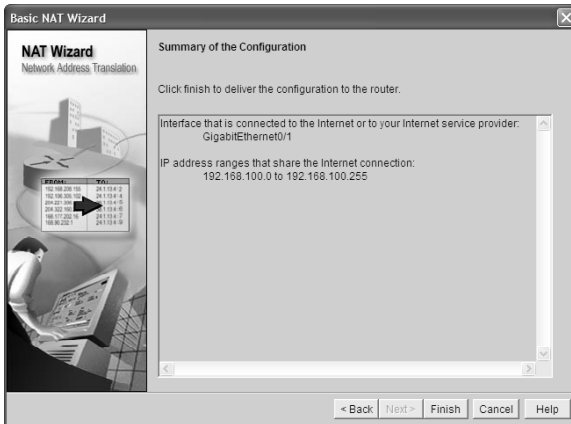 Basic NAT Wizard
NAT Wizard
Network Address Translation
Summary of the Configuration
Click finish to deliver the configuration to the router.
Interface that is connected to the Internet or to your Internet service provider:
GigabitEthernet0/1
IP address ranges that share the Internet connection:
192.168.100.0 to 192.168.100.255
FROM: TO:
< Back Next > Finish Cancel Help